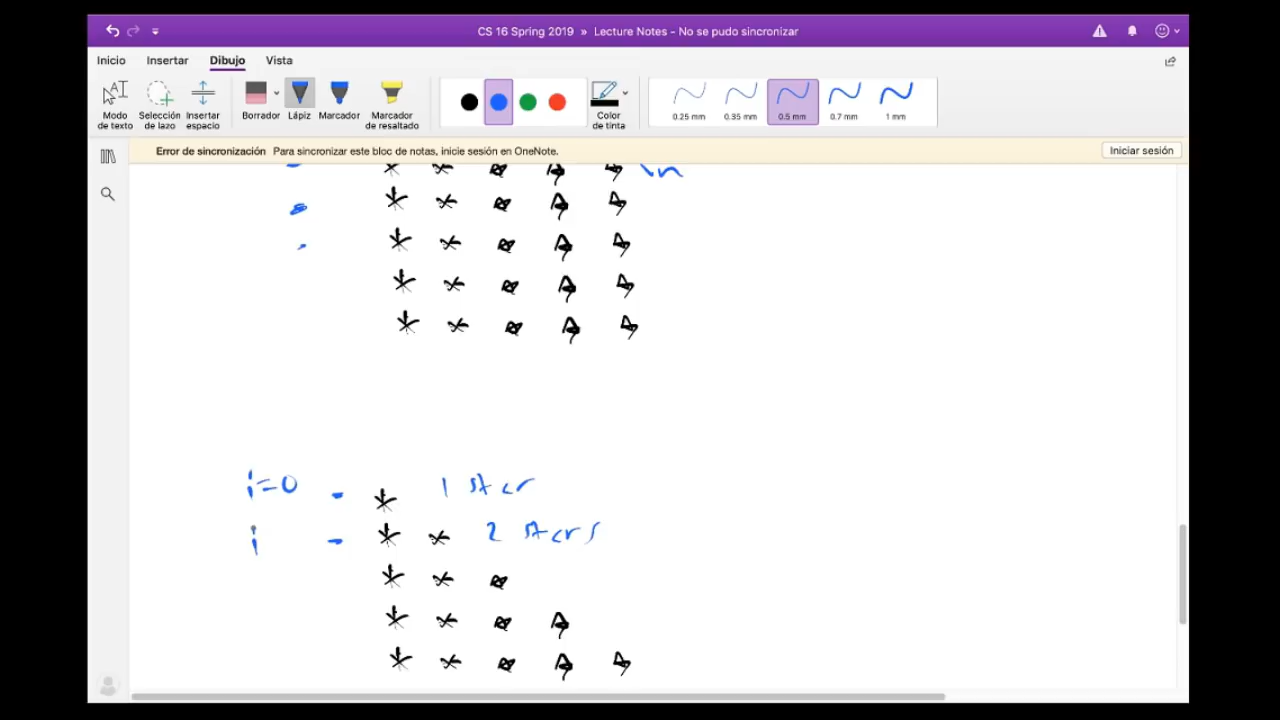 CS 16 Spring 2019 » Lecture Notes - No se pudo sincronizar
Inicio Insertar Dibujo Vista
Modo de texto
Selección de lazo
Insertar espacio
Borrador
Lápiz
Marcador
Marcador de resaltado
Color de tinta
0.25 mm 0.35 mm 0.5 mm 0.7 mm 1 mm
Error de sincronización Para sincronizar este bloc de notas, inicie sesión en OneNote. Iniciar sesión
* * * * * \n
* * * * *
* * * * *
* * * * *
* * * * *
i=0 - * 1 star
i - * * 2 stars
* * *
* * * *
* * * * *